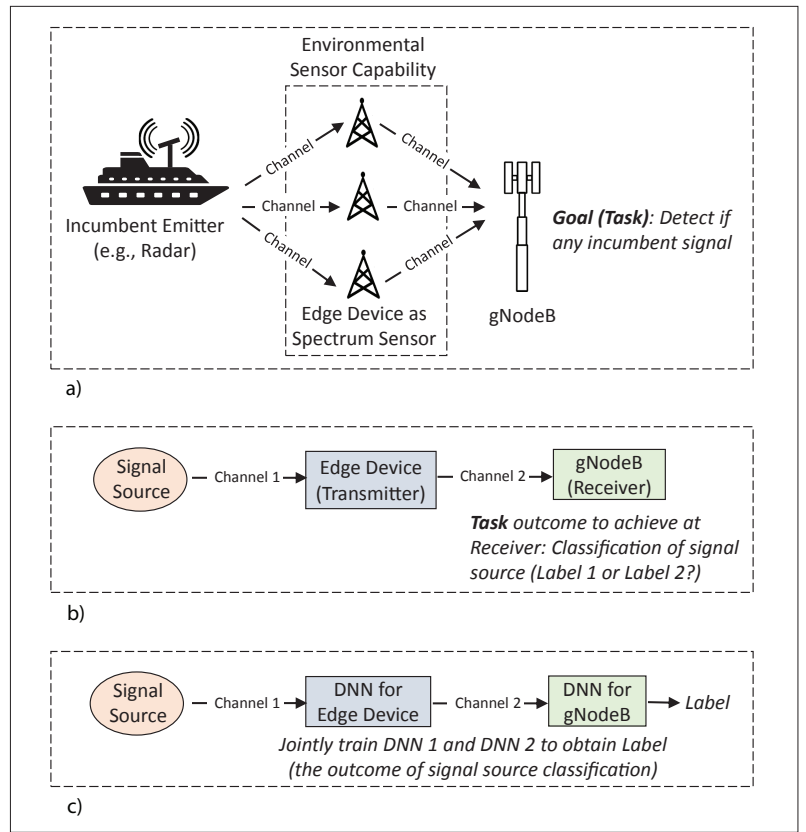 Environmental
Sensor Capability
Channel
Channel
Channel
Channel
Channel
Channel
Incumbent Emitter
(e.g., Radar)
Goal (Task): Detect if
any incumbent signal
Edge Device as
Spectrum Sensor
gNodeB
a)
Signal
Source
Channel 1
Edge Device
(Transmitter)
Channel 2
gNodeB
(Receiver)
Task outcome to achieve at
Receiver: Classification of signal
source (Label 1 or Label 2?)
b)
Signal
Source
Channel 1
DNN for
Edge Device
Channel 2
DNN for
gNodeB
Label
Jointly train DNN 1 and DNN 2 to obtain Label
(the outcome of signal source classification)
c)